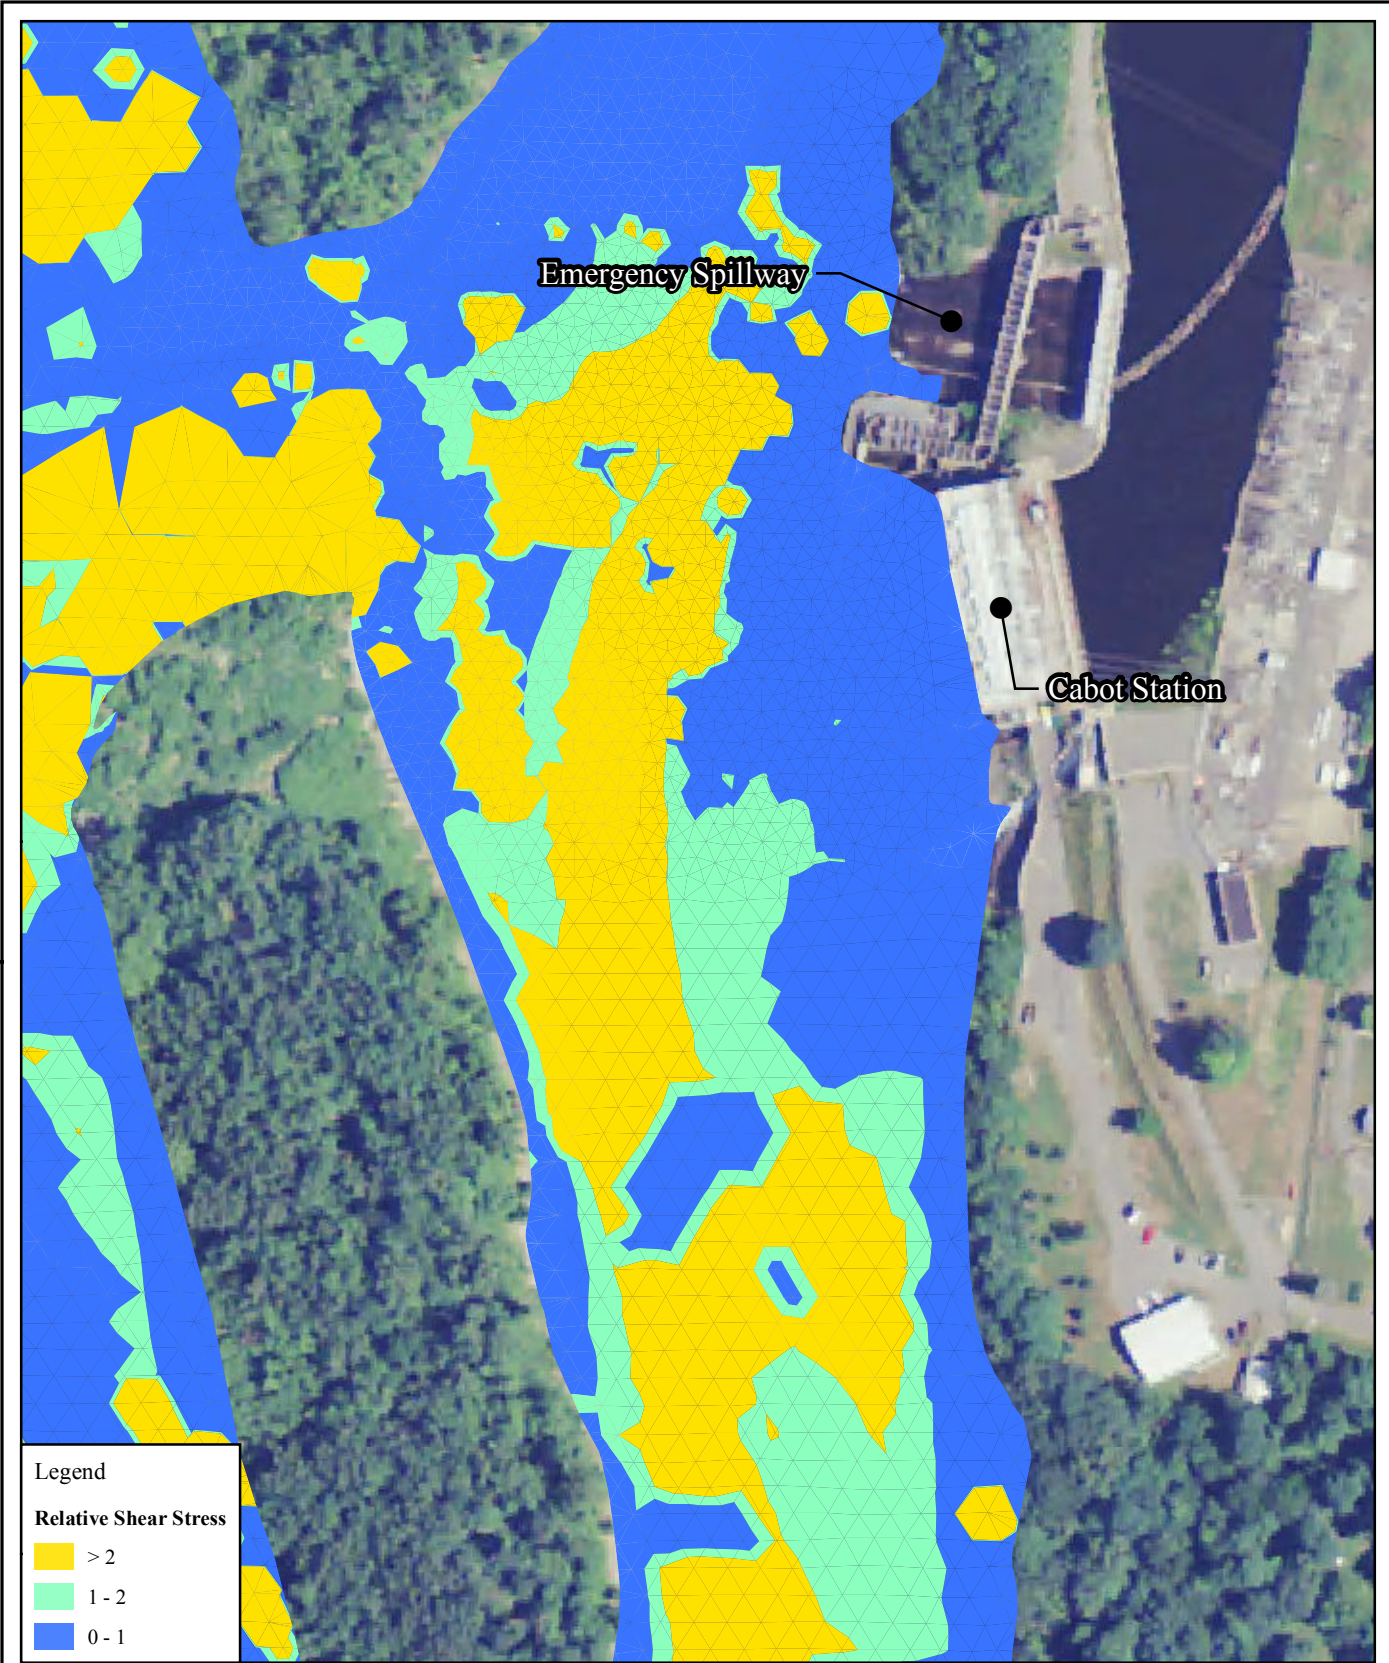 Emergency Spillway
Cabot Station
Legend
Relative Shear Stress
> 2
1 - 2
0 - 1